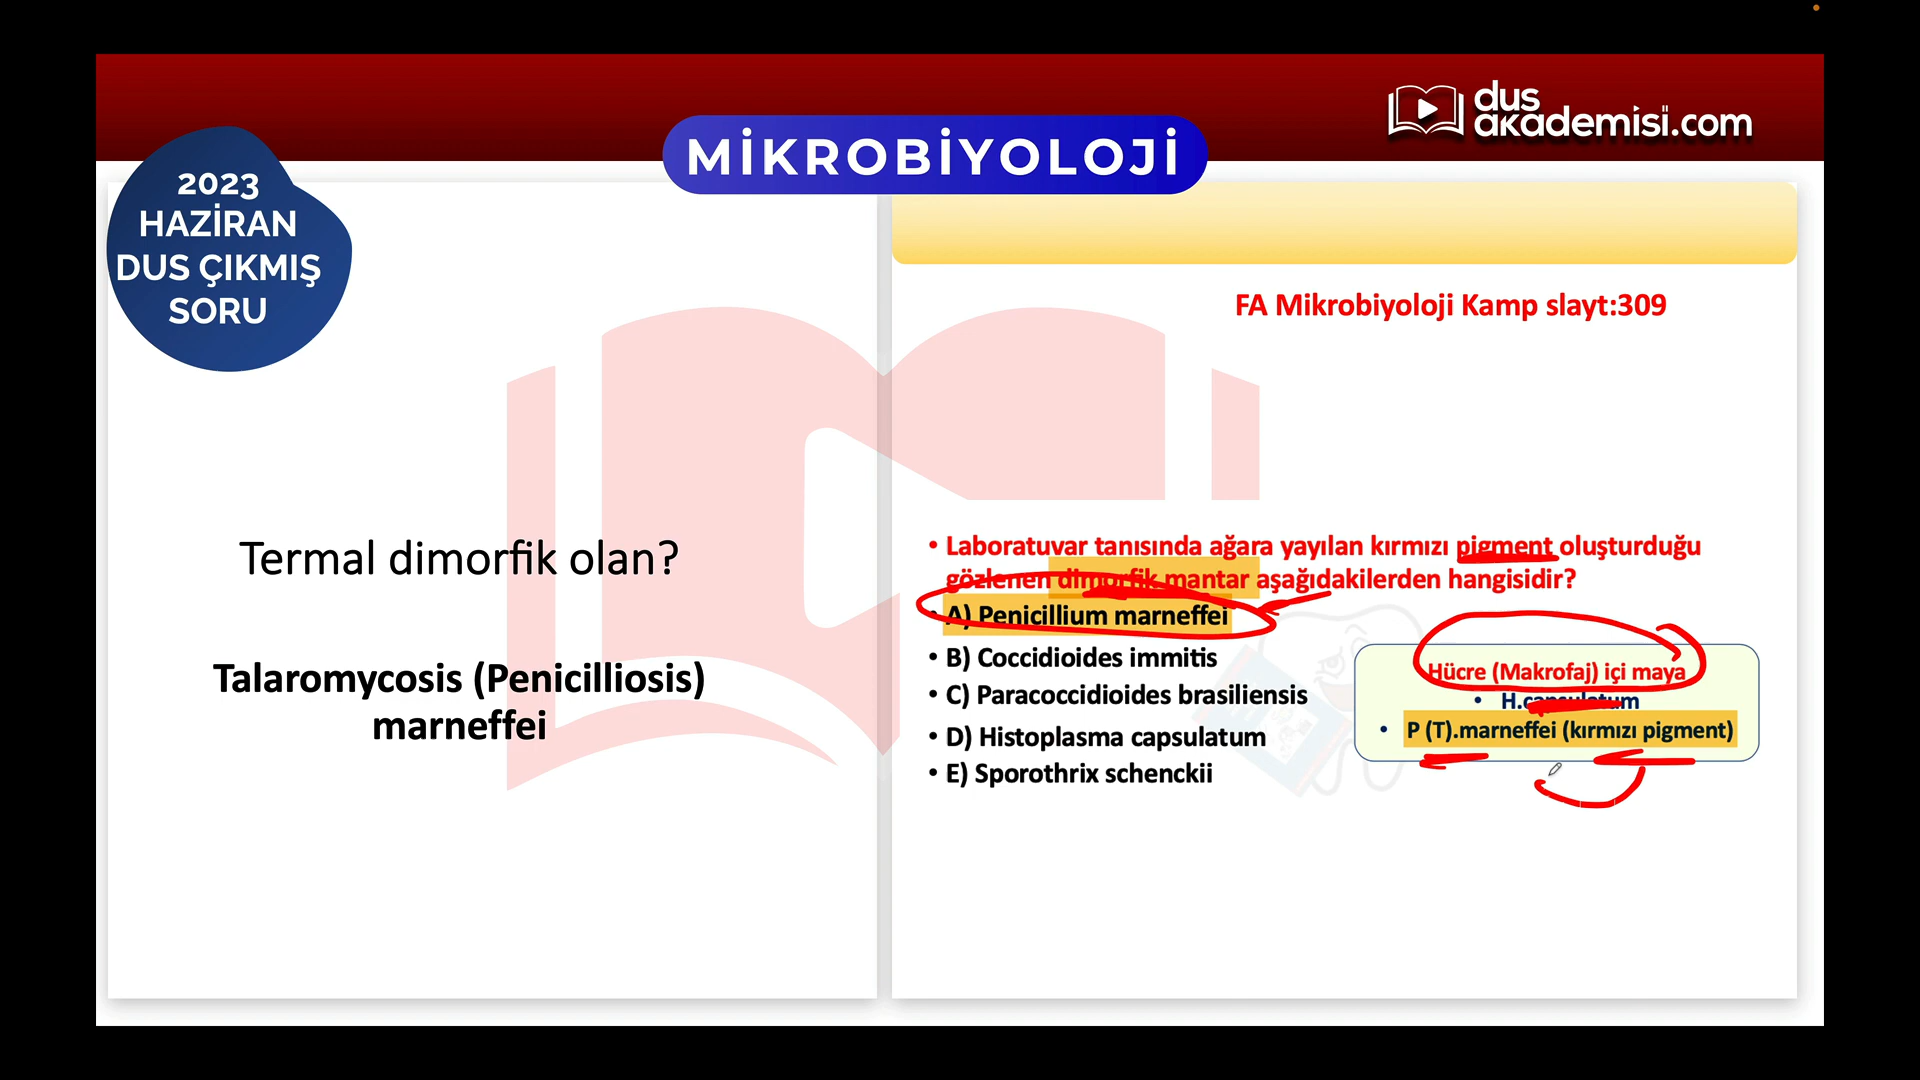 dus
akademisi.com
MİKROBİYOLOJİ
2023
HAZİRAN
DUS ÇIKMIŞ
SORU
Termal dimorfik olan?
Talaromycosis (Penicilliosis)
marneffei
FA Mikrobiyoloji Kamp slayt:309
• Laboratuvar tanısında ağara yayılan kırmızı pigment oluşturduğu
gözlenen dimorfik mantar aşağıdakilerden hangisidir?
• A) Penicillium marneffei
• B) Coccidioides immitis
• C) Paracoccidioides brasiliensis
• D) Histoplasma capsulatum
• E) Sporothrix schenckii
Hücre (Makrofaj) içi maya
• H.capsulatum
• P (T).marneffei (kırmızı pigment)